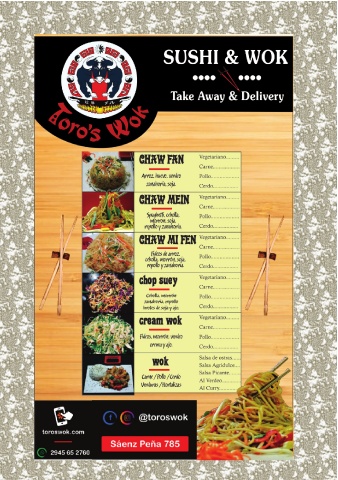 SUSHI & WOK
Take Away & Delivery
Toro's Wok
CHAW FAN
Arroz, huevo, verdeo
zanahoria, soja.
Vegetariano
Carne
Pollo
Cerdo
CHAW MEIN
Spaghetti, cebolla,
morron, soja,
repollo y zanahoria.
Vegetariano
Carne
Pollo
Cerdo
CHAW MI FEN
Fideos de arroz,
cebolla, morron, soja,
repollo y zanahoria.
Vegetariano
Carne
Pollo
Cerdo
chop suey
Cebolla, morron
zanahoria, repollo
brotes de soja y ajo.
Vegetariano
Carne
Pollo
Cerdo
cream wok
Fideos, morron, verdeo
crema y ajo.
Vegetariano
Carne
Pollo
Cerdo
wok
Carne / Pollo / Cerdo
Verduras / Hortalizas
Salsa de ostras
Salsa Agridulce
Salsa Picante
Al Verdeo
Al Curry
@toroswok
toroswok.com
Sáenz Peña 785
2945 65 2760